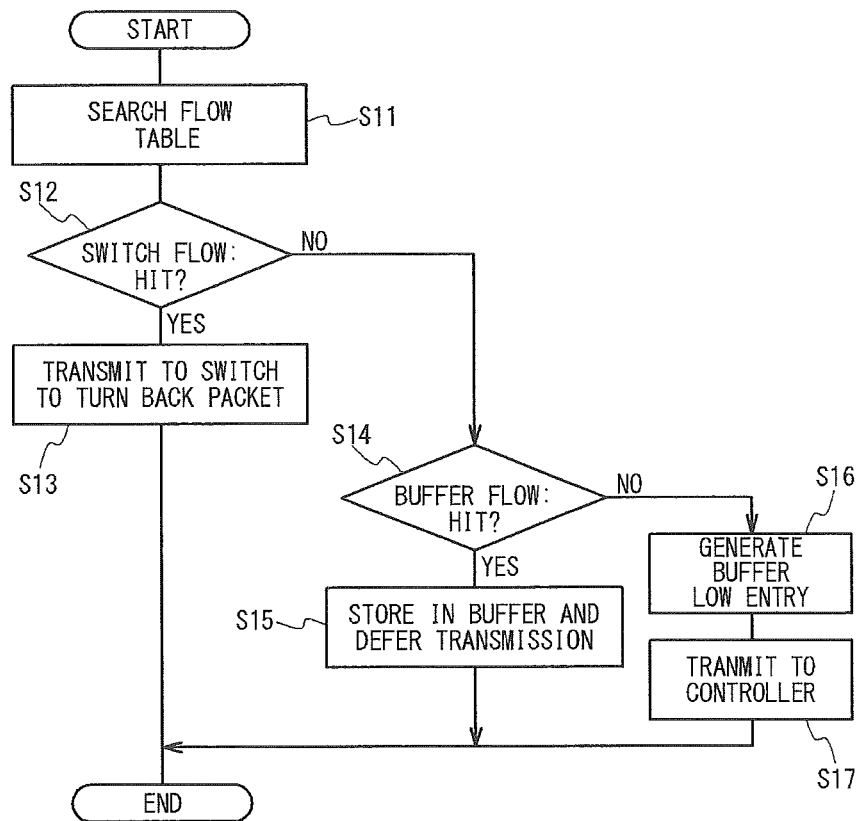 START
SEARCH FLOW
TABLE
S11
S12
SWITCH FLOW:
HIT?
NO
YES
TRANSMIT TO SWITCH
TO TURN BACK PACKET
S13
S14
BUFFER FLOW:
HIT?
NO
YES
S16
GENERATE
BUFFER
LOW ENTRY
S15
STORE IN BUFFER AND
DEFER TRANSMISSION
TRANMIT TO
CONTROLLER
S17
END